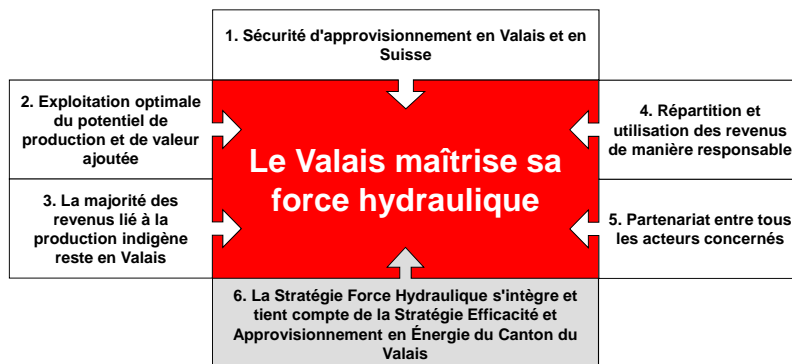 1. Sécurité d'approvisionnement en Valais et en
Suisse
2. Exploitation optimale
du potentiel de
production et de valeur
ajoutée
3. La majorité des
revenus lié à la
production indigène
reste en Valais
Le Valais maîtrise sa
force hydraulique
4. Répartition et
utilisation des revenus
de manière responsable
5. Partenariat entre tous
les acteurs concernés
6. La Stratégie Force Hydraulique s'intègre et
tient compte de la Stratégie Efficacité et
Approvisionnement en Énergie du Canton du
Valais